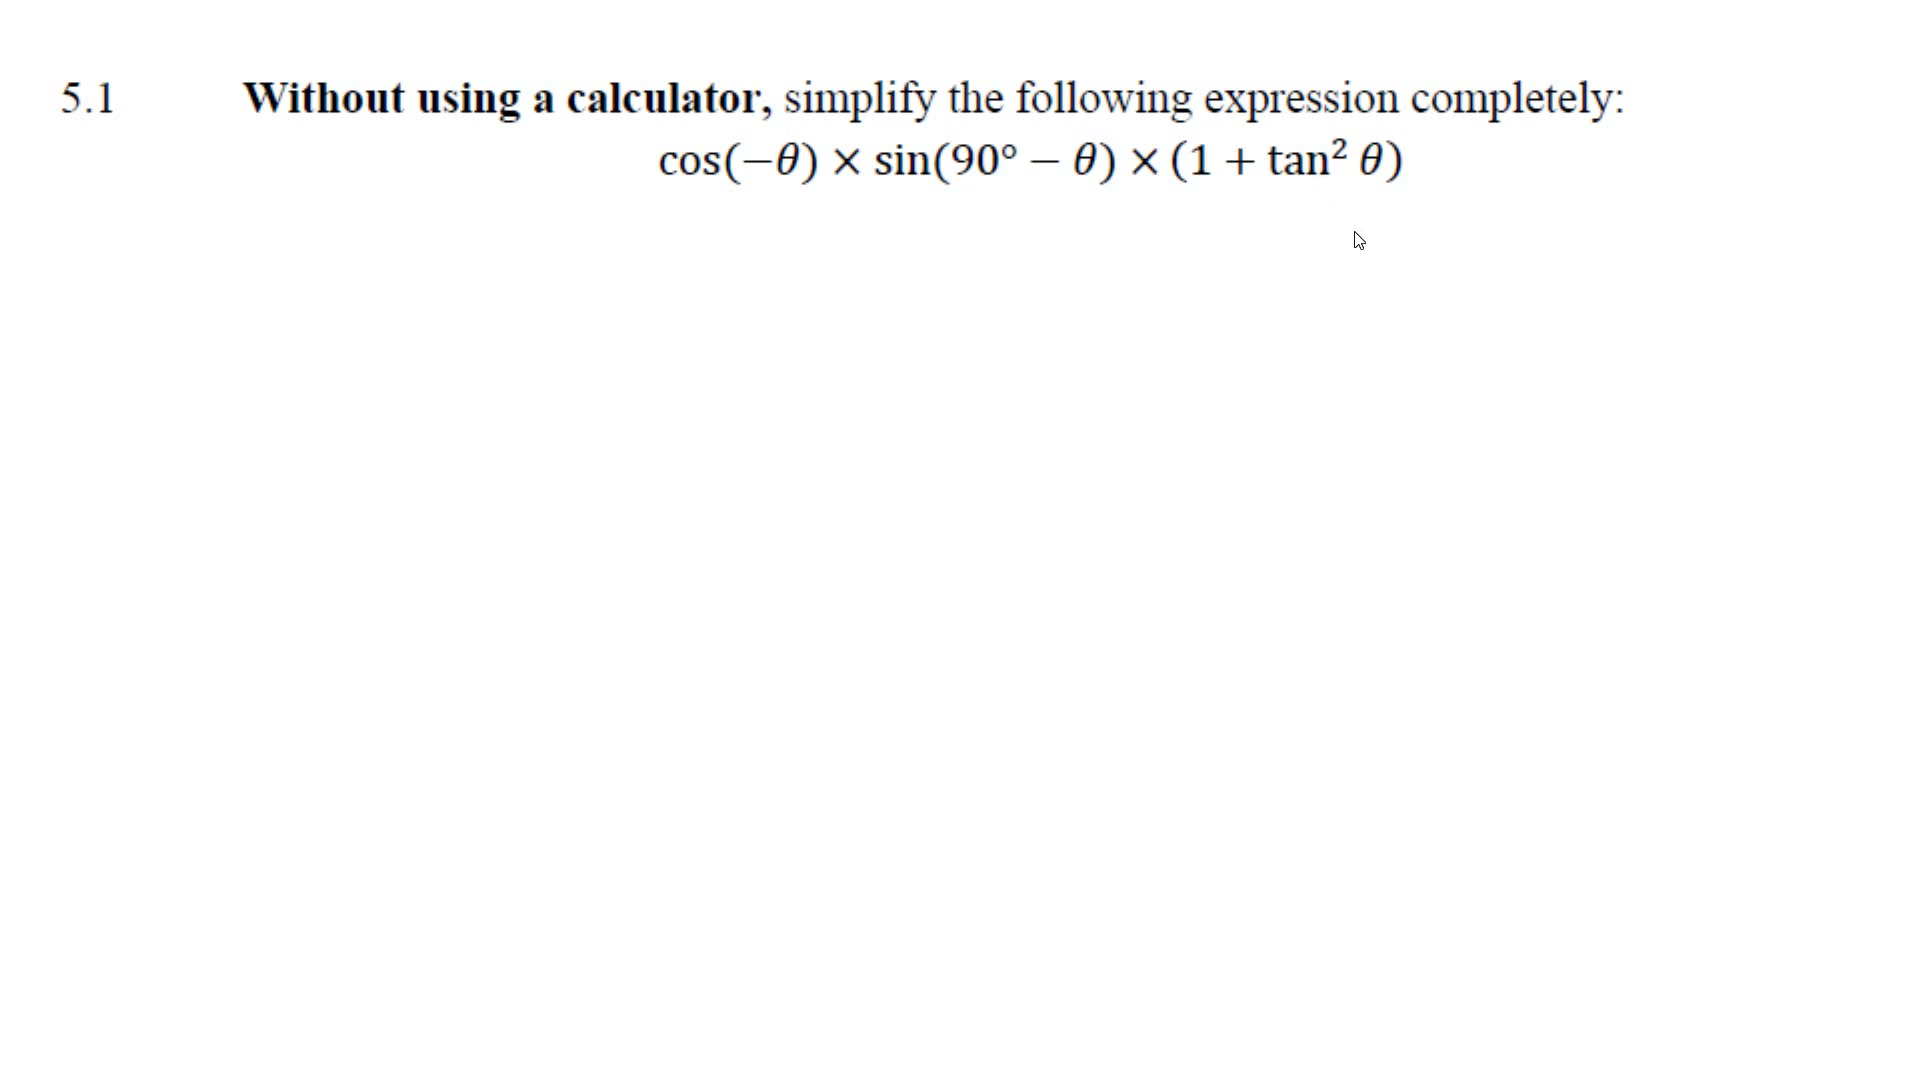 5.1 Without using a calculator, simplify the following expression completely:
cos(−θ) × sin(90° − θ) × (1 + tan² θ)